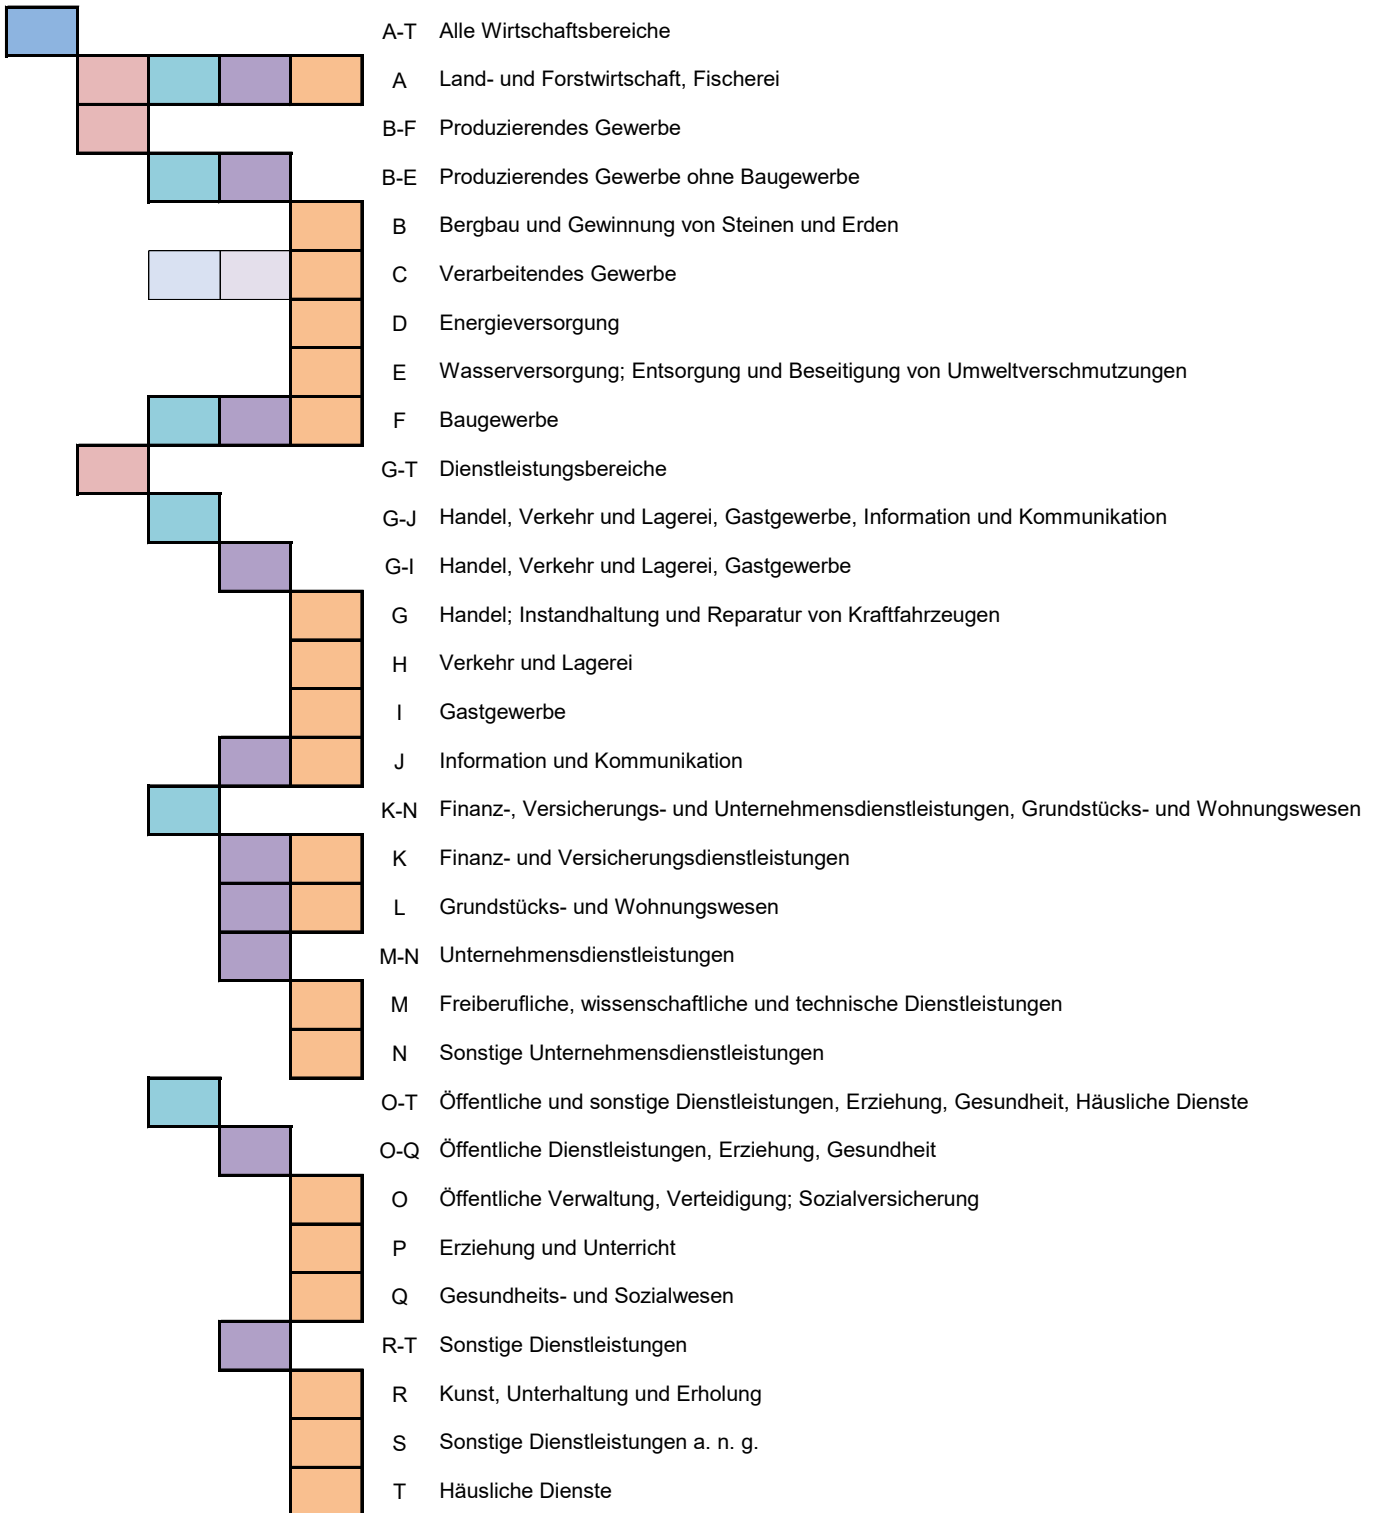 A-T Alle Wirtschaftsbereiche
A Land- und Forstwirtschaft, Fischerei
B-F Produzierendes Gewerbe
B-E Produzierendes Gewerbe ohne Baugewerbe
B Bergbau und Gewinnung von Steinen und Erden
C Verarbeitendes Gewerbe
D Energieversorgung
E Wasserversorgung; Entsorgung und Beseitigung von Umweltverschmutzungen
F Baugewerbe
G-T Dienstleistungsbereiche
G-J Handel, Verkehr und Lagerei, Gastgewerbe, Information und Kommunikation
G-I Handel, Verkehr und Lagerei, Gastgewerbe
G Handel; Instandhaltung und Reparatur von Kraftfahrzeugen
H Verkehr und Lagerei
I Gastgewerbe
J Information und Kommunikation
K-N Finanz-, Versicherungs- und Unternehmensdienstleistungen, Grundstücks- und Wohnungswesen
K Finanz- und Versicherungsdienstleistungen
L Grundstücks- und Wohnungswesen
M-N Unternehmensdienstleistungen
M Freiberufliche, wissenschaftliche und technische Dienstleistungen
N Sonstige Unternehmensdienstleistungen
O-T Öffentliche und sonstige Dienstleistungen, Erziehung, Gesundheit, Häusliche Dienste
O-Q Öffentliche Dienstleistungen, Erziehung, Gesundheit
O Öffentliche Verwaltung, Verteidigung; Sozialversicherung
P Erziehung und Unterricht
Q Gesundheits- und Sozialwesen
R-T Sonstige Dienstleistungen
R Kunst, Unterhaltung und Erholung
S Sonstige Dienstleistungen a. n. g.
T Häusliche Dienste